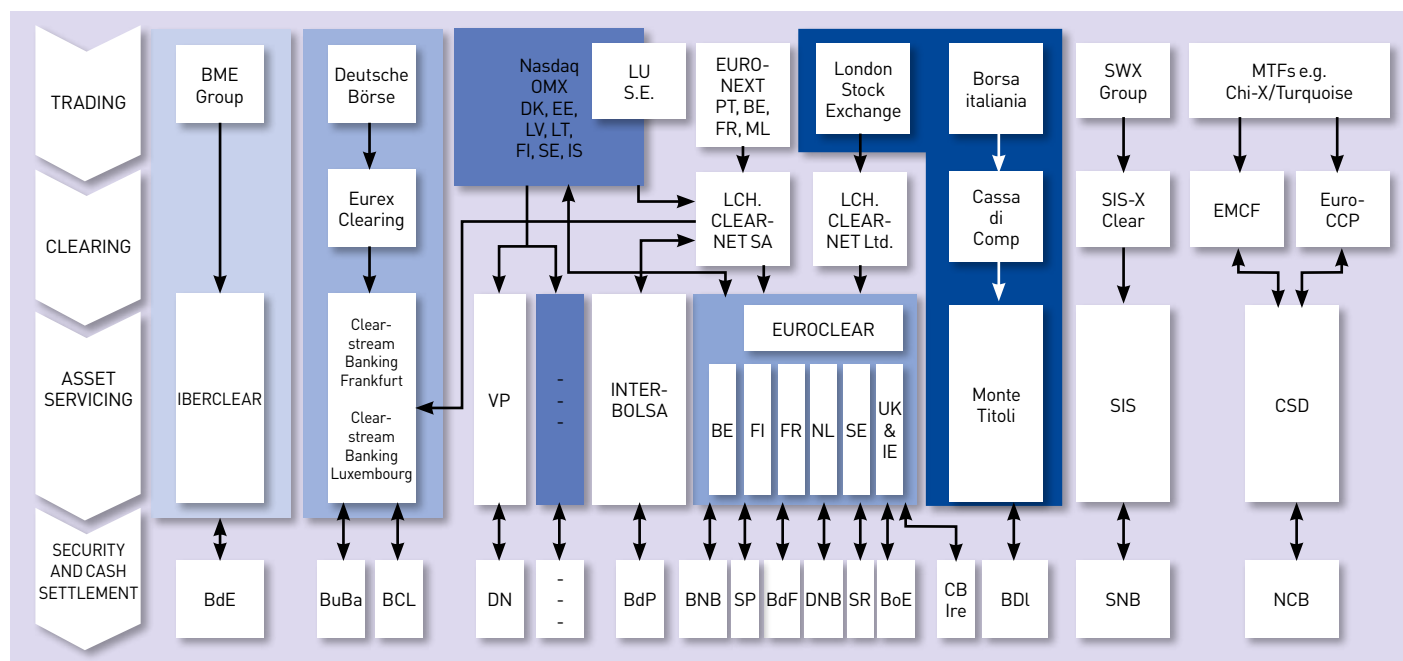 TRADING
BME
Group
Deutsche
Börse
Nasdaq
OMX
DK, EE,
LV, LT,
FI, SE, IS
LU
S.E.
EURO-
NEXT
PT, BE,
FR, ML
London
Stock
Exchange
Borsa
italiania
SWX
Group
MTFs e.g.
Chi-X/Turquoise
CLEARING
Eurex
Clearing
LCH.
CLEAR-
NET SA
LCH.
CLEAR-
NET Ltd.
Cassa
di
Comp
SIS-X
Clear
EMCF
Euro-
CCP
ASSET
SERVICING
IBERCLEAR
Clear-
stream
Banking
Frankfurt
Clear-
stream
Banking
Luxembourg
VP
-
-
-
INTER-
BOLSA
EUROCLEAR
BE
FI
FR
NL
SE
UK
&
IE
Monte
Titoli
SIS
CSD
SECURITY
AND CASH
SETTLEMENT
BdE
BuBa
BCL
DN
-
-
-
BdP
BNB
SP
BdF
DNB
SR
BoE
CB
Ire
BDl
SNB
NCB